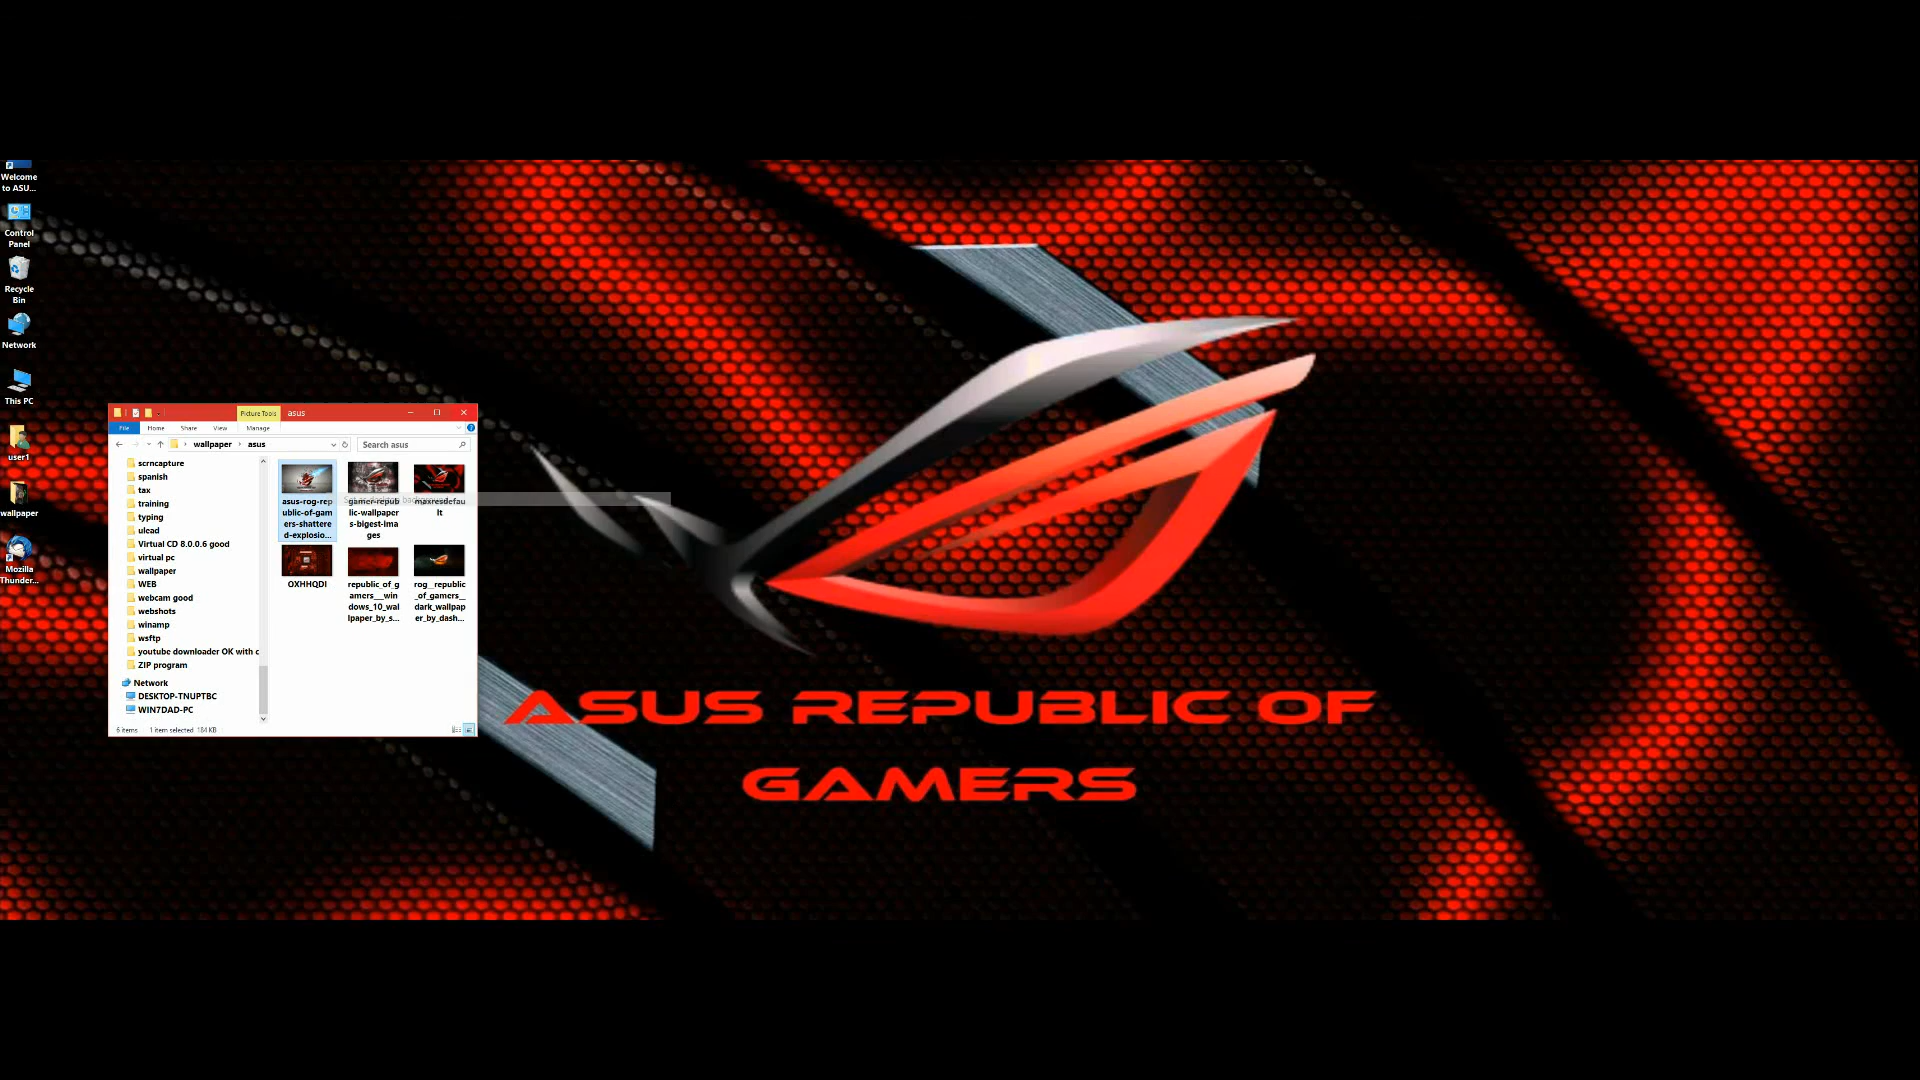 Welcome
to ASU...
Control
Panel
Recycle
Bin
Network
This PC
user1
wallpaper
Mozilla
Thunder...
Picture Tools
asus
File
Home
Share
View
Manage
wallpaper
asus
Search asus
scrncapture
spanish
tax
training
typing
ulead
Virtual CD 8.0.0.6 good
virtual pc
wallpaper
WEB
webcam good
webshots
winamp
wsftp
youtube downloader OK with c
ZIP program
Network
DESKTOP-TNUPTBC
WIN7DAD-PC
asus-rog-rep
ublic-of-gam
ers-shattere
d-explosio...
gamer-republ
lic-wallpaper
s-bigest-ima
ges
maxresdefau
lt
OXHHQDI
republic_of_g
amers__win
dows_10_wal
lpaper_by_s...
rog__republic
_of_gamers__
dark_wallpap
er_by_dash...
6 items
1 item selected 184 KB
ASUS REPUBLIC OF
GAMERS